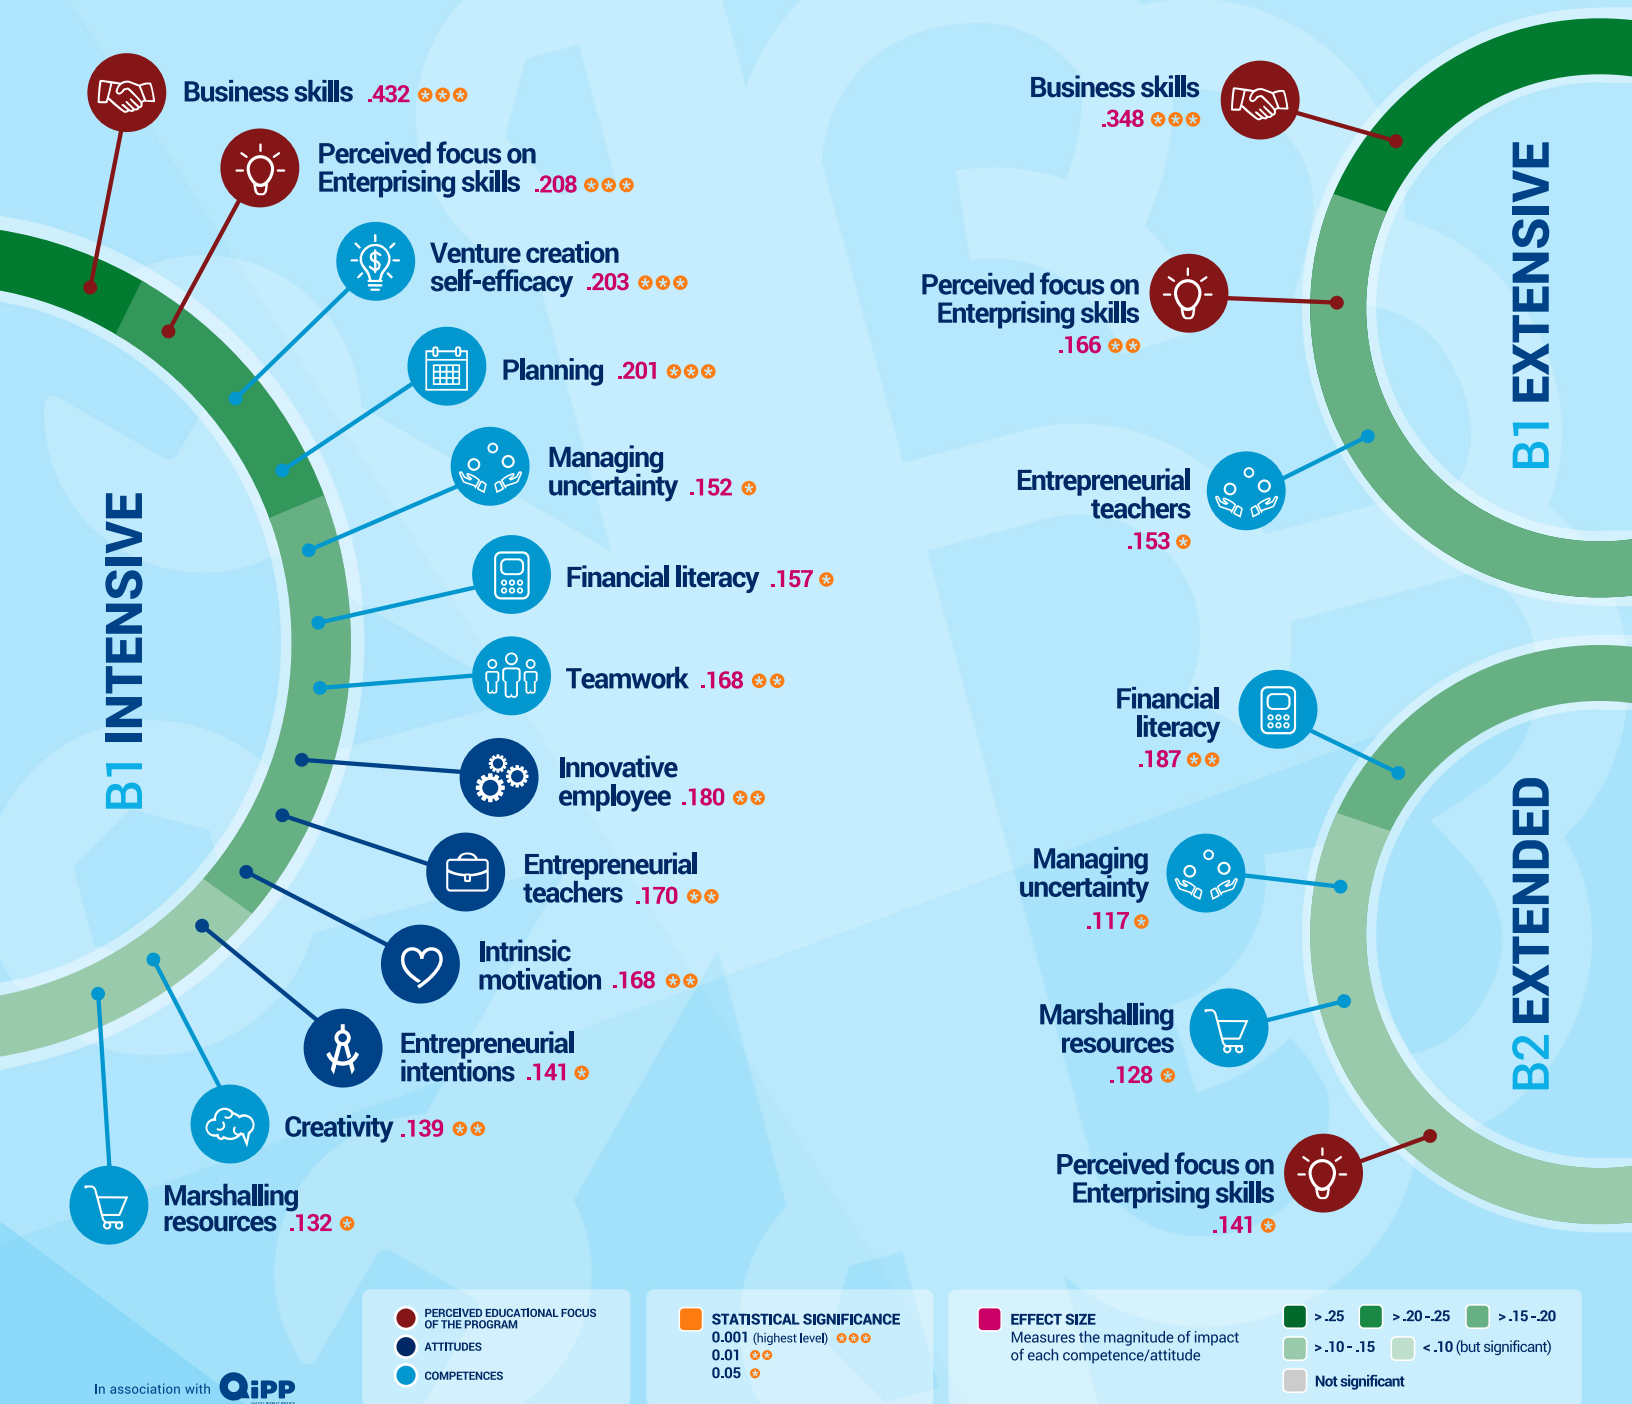 Business skills .432
Perceived focus on
Enterprising skills .208
Venture creation
self-efficacy .203
Planning .201
Managing
uncertainty .152
Financial literacy .157
Teamwork .168
Innovative
employee .180
Entrepreneurial
teachers .170
Intrinsic
motivation .168
Entrepreneurial
intentions .141
Creativity .139
Marshalling
resources .132
B1 INTENSIVE
Business skills
.348
Perceived focus on
Enterprising skills
.166
Entrepreneurial
teachers
.153
B1 EXTENSIVE
Financial
literacy
.187
Managing
uncertainty
.117
Marshalling
resources
.128
Perceived focus on
Enterprising skills
.141
B2 EXTENDED
In association with QiPP
PERCEIVED EDUCATIONAL FOCUS
OF THE PROGRAM
ATTITUDES
COMPETENCES
STATISTICAL SIGNIFICANCE
0.001 (highest level)
0.01
0.05
EFFECT SIZE
Measures the magnitude of impact
of each competence/attitude
>.25 >.20-.25 >.15-.20
>.10-.15 <.10 (but significant)
Not significant